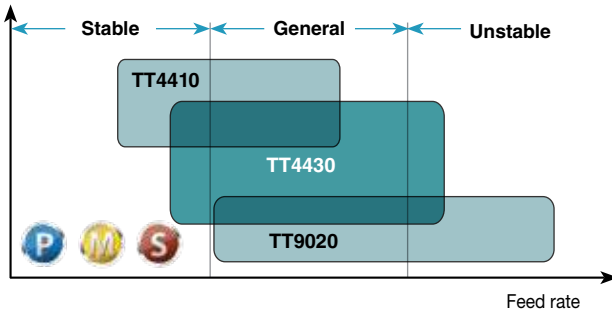 Stable General Unstable
TT4410
TT4430
P M S
TT9020
Feed rate